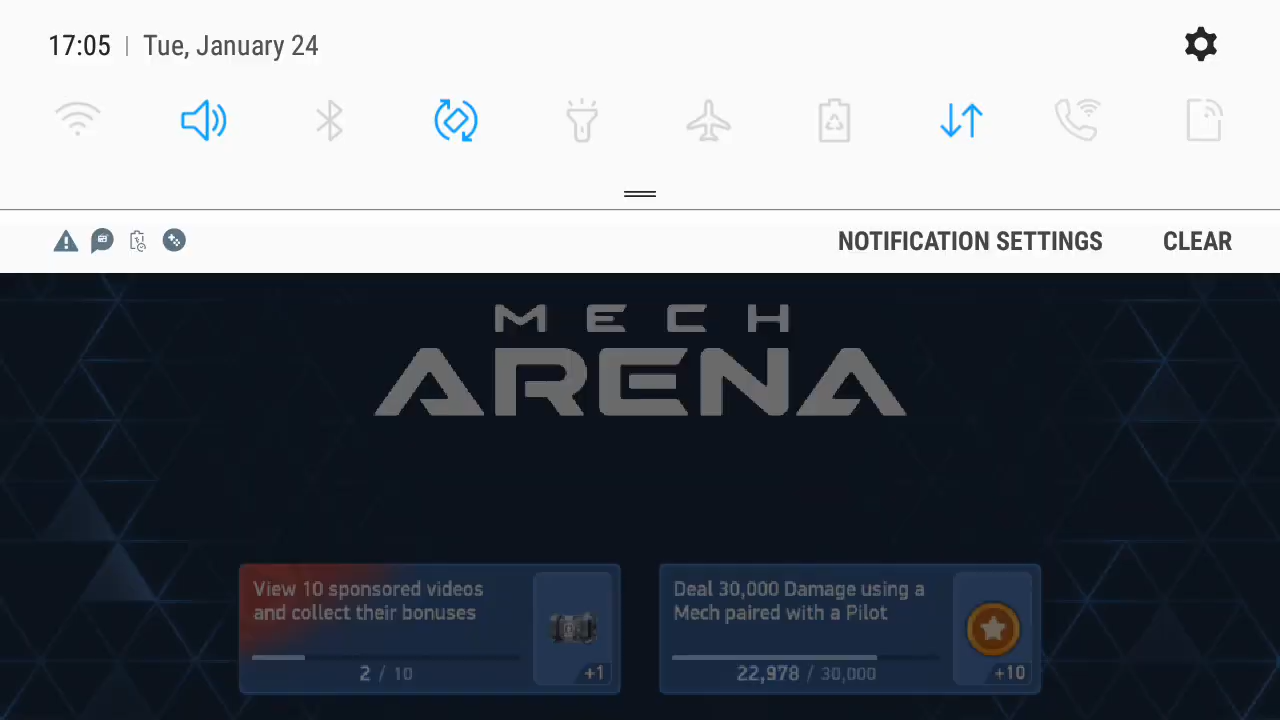 17:05 | Tue, January 24
NOTIFICATION SETTINGS CLEAR
MECH
ARENA
View 10 sponsored videos
and collect their bonuses
2 / 10
+1
Deal 30,000 Damage using a
Mech paired with a Pilot
22,978 / 30,000
+10